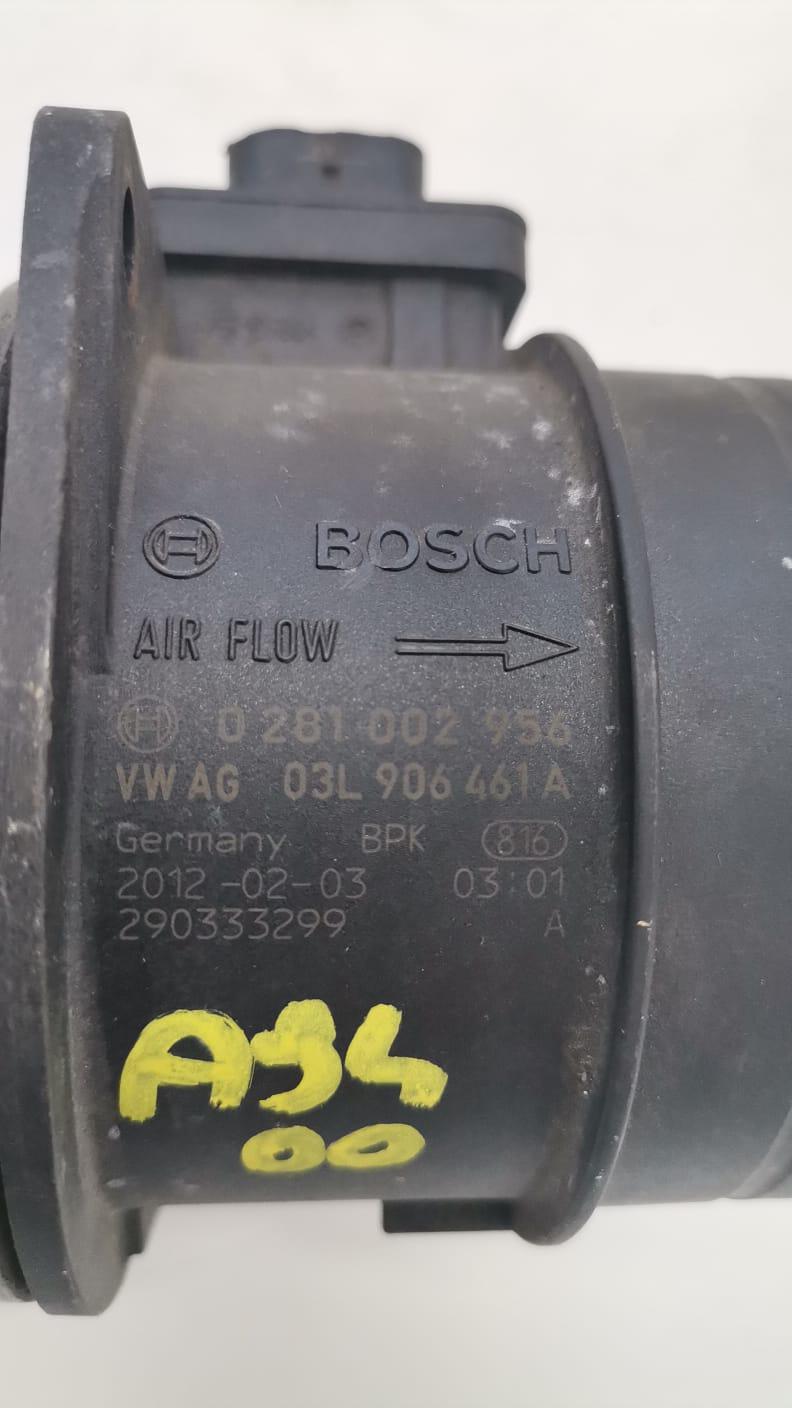 BOSCH
AIR FLOW
0 281 002 956
VW AG 03L 906 461 A
Germany BPK 816
2012-02-03 03:01
290333299 A
A94
00